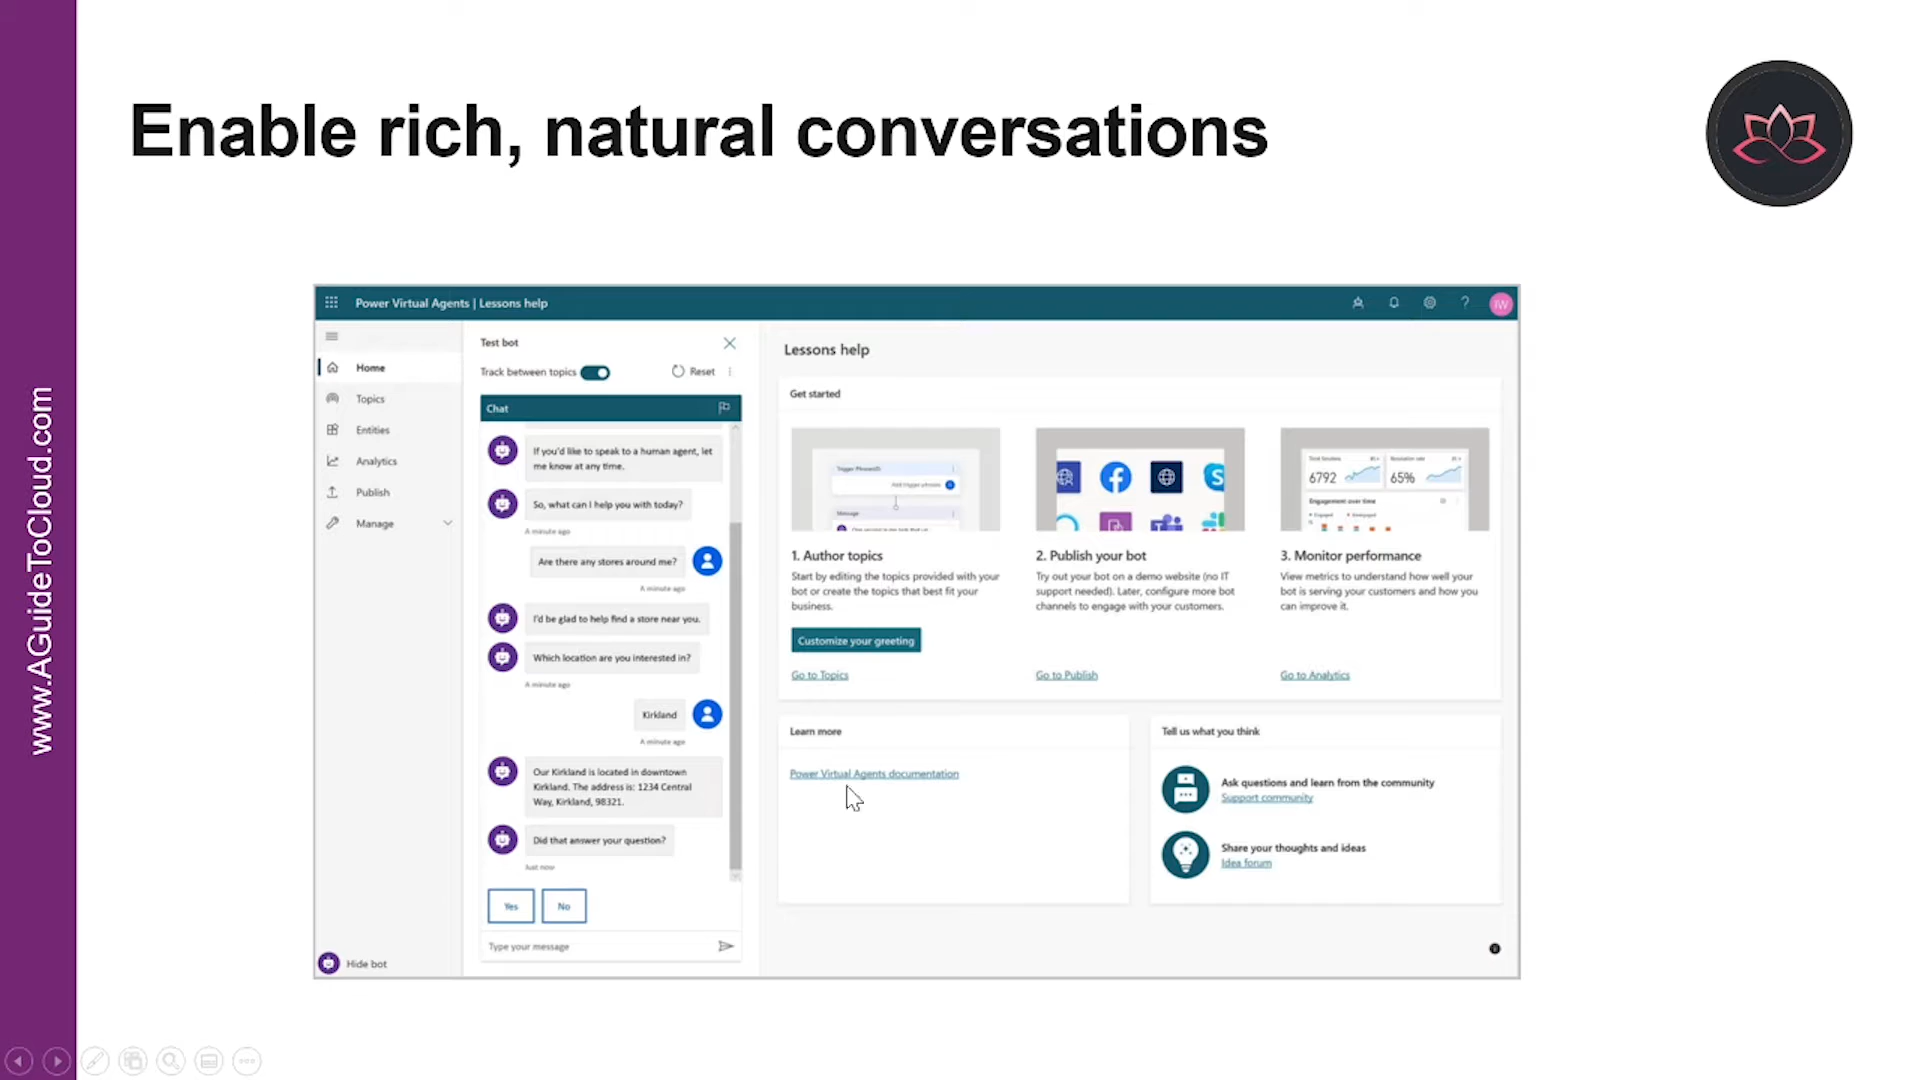 Enable rich, natural conversations
www.AGuideToCloud.com
Power Virtual Agents | Lessons help
IW
Home
Topics
Entities
Analytics
Publish
Manage
Hide bot
Test bot
Track between topics
Reset
Chat
If you'd like to speak to a human agent, let
me know at any time.
So, what can I help you with today?
A minute ago
Are there any stores around me?
A minute ago
I'd be glad to help find a store near you.
Which location are you interested in?
A minute ago
Kirkland
A minute ago
Our Kirkland is located in downtown
Kirkland. The address is: 1234 Central
Way, Kirkland, 98321.
Did that answer your question?
Just now
Yes
No
Type your message
Lessons help
Get started
Trigger Phrases
Add trigger phrases
Message
6792
65%
Engagement over time
1. Author topics
Start by editing the topics provided with your
bot or create the topics that best fit your
business.
Customize your greeting
Go to Topics
2. Publish your bot
Try out your bot on a demo website (no IT
support needed). Later, configure more bot
channels to engage with your customers.
Go to Publish
3. Monitor performance
View metrics to understand how well your
bot is serving your customers and how you
can improve it.
Go to Analytics
Learn more
Power Virtual Agents documentation
Tell us what you think
Ask questions and learn from the community
Support community
Share your thoughts and ideas
Idea forum